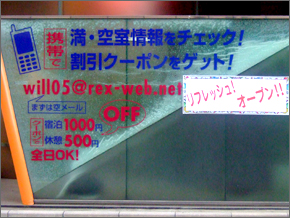 携帯で
満・空室情報をチェック!
割引クーポンをゲット!
will05@rex-web.net
まずは空メール
クーポンで
宿泊1000円
休憩500円
OFF
全日OK!
リフレッシュ!
オープン!!